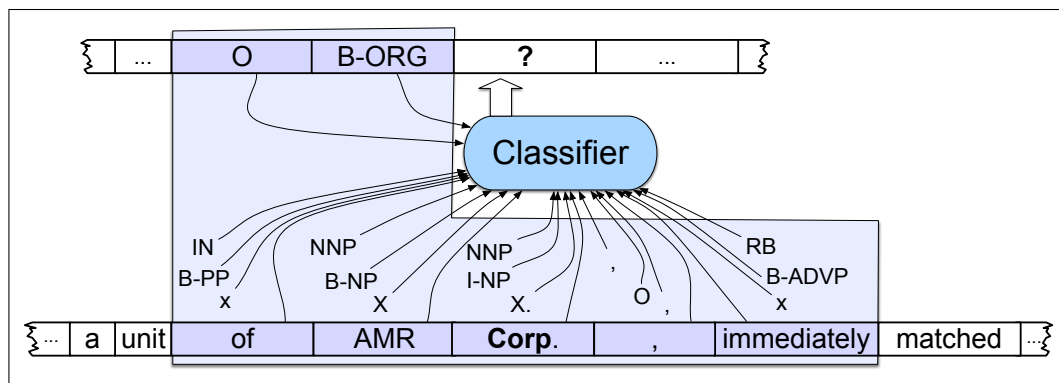 ... O B-ORG ? ...
Classifier
IN NNP NNP , RB
B-PP B-NP I-NP O B-ADVP
x X X. , x
... a unit of AMR Corp. , immediately matched ...